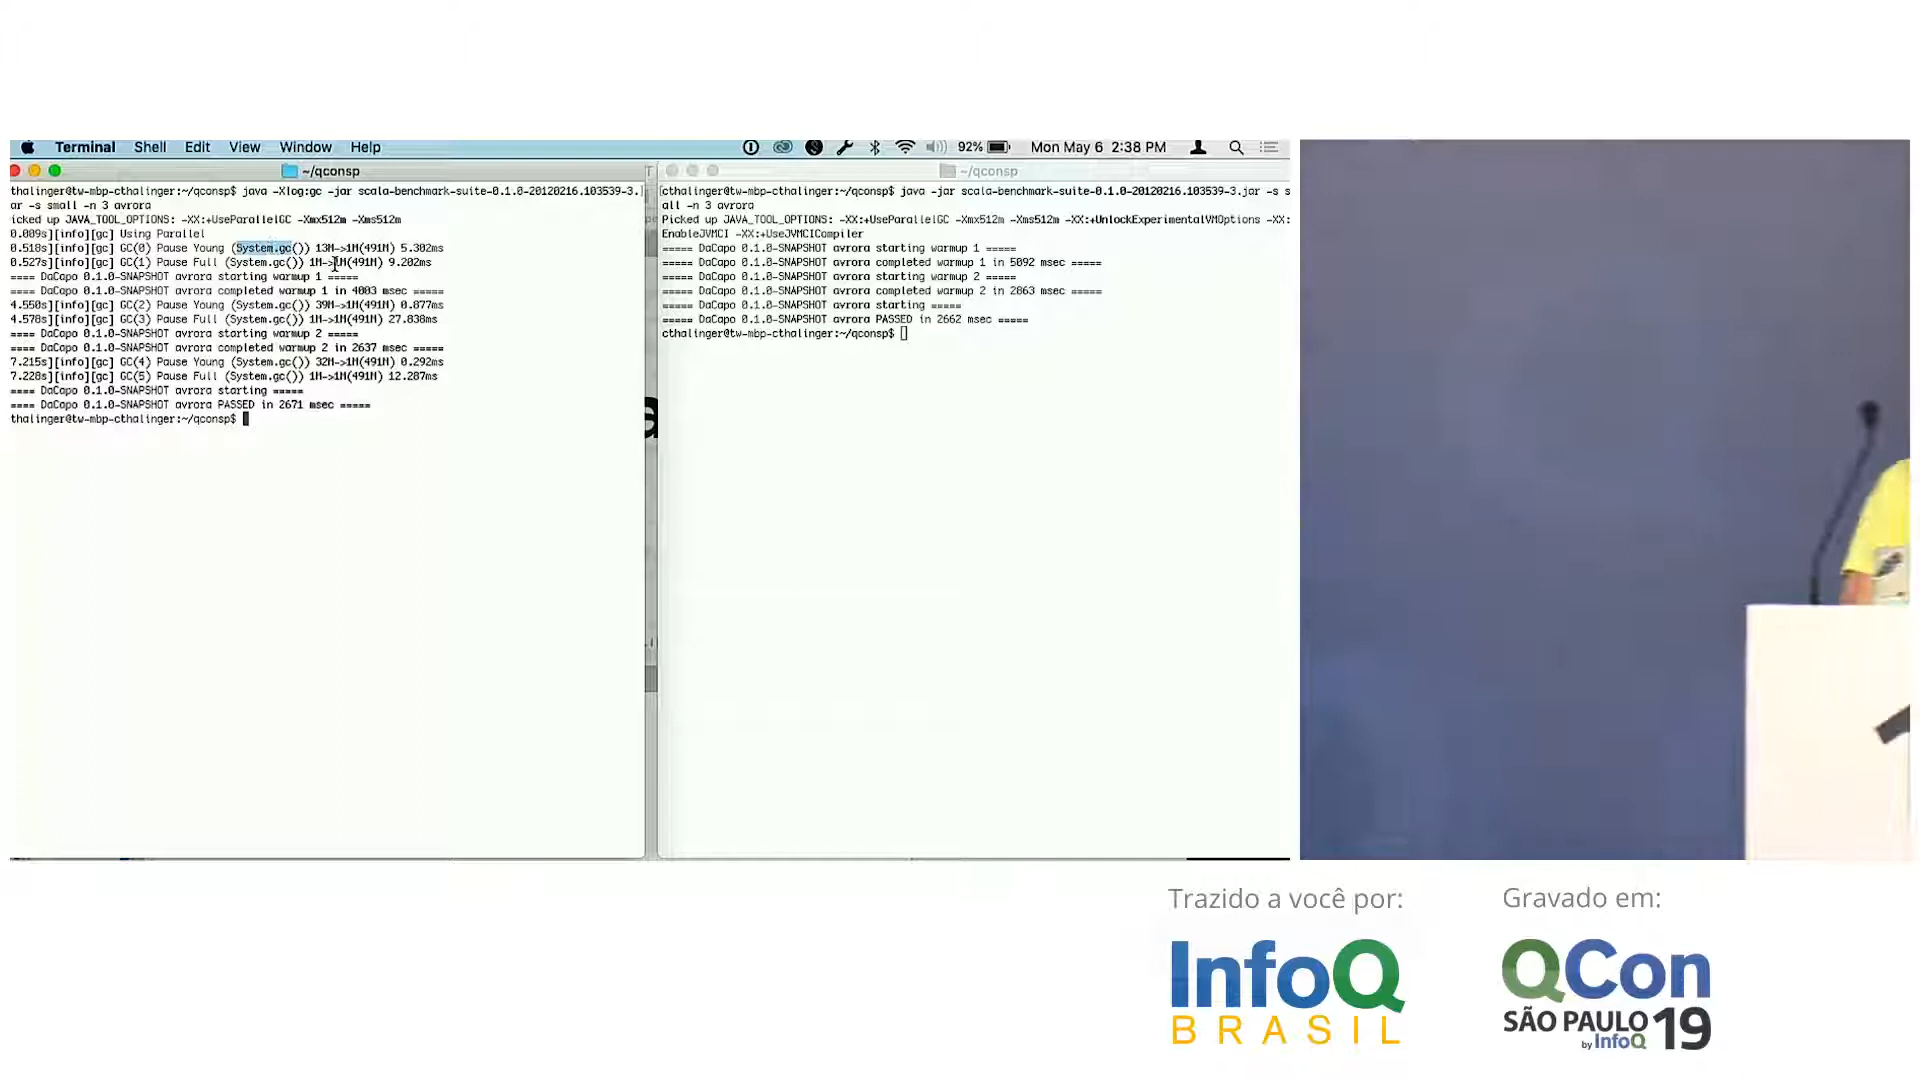 Terminal Shell Edit View Window Help
92% Mon May 6 2:38 PM
~/qconsp
thalinger@tw-mbp-cthalinger:~/qconsp$ java -Xlog:gc -jar scala-benchmark-suite-0.1.0-20120216.103539-3.
ar -s small -n 3 avrora
icked up JAVA_TOOL_OPTIONS: -XX:+UseParallelGC -Xmx512m -Xms512m
0.009s][info][gc] Using Parallel
0.518s][info][gc] GC(0) Pause Young (System.gc()) 13M->1M(491M) 5.302ms
0.527s][info][gc] GC(1) Pause Full (System.gc()) 1M->1M(491M) 9.202ms
==== DaCapo 0.1.0-SNAPSHOT avrora starting warmup 1 =====
==== DaCapo 0.1.0-SNAPSHOT avrora completed warmup 1 in 4003 msec =====
4.550s][info][gc] GC(2) Pause Young (System.gc()) 39M->1M(491M) 0.877ms
4.578s][info][gc] GC(3) Pause Full (System.gc()) 1M->1M(491M) 27.838ms
==== DaCapo 0.1.0-SNAPSHOT avrora starting warmup 2 =====
==== DaCapo 0.1.0-SNAPSHOT avrora completed warmup 2 in 2637 msec =====
7.215s][info][gc] GC(4) Pause Young (System.gc()) 32M->1M(491M) 0.292ms
7.228s][info][gc] GC(5) Pause Full (System.gc()) 1M->1M(491M) 12.287ms
==== DaCapo 0.1.0-SNAPSHOT avrora starting =====
==== DaCapo 0.1.0-SNAPSHOT avrora PASSED in 2671 msec =====
thalinger@tw-mbp-cthalinger:~/qconsp$
a
~/qconsp
[cthalinger@tw-mbp-cthalinger:~/qconsp$ java -jar scala-benchmark-suite-0.1.0-20120216.103539-3.jar -s s
all -n 3 avrora
Picked up JAVA_TOOL_OPTIONS: -XX:+UseParallelGC -Xmx512m -Xms512m -XX:+UnlockExperimentalVMOptions -XX:
EnableJVMCI -XX:+UseJVMCICompiler
===== DaCapo 0.1.0-SNAPSHOT avrora starting warmup 1 =====
===== DaCapo 0.1.0-SNAPSHOT avrora completed warmup 1 in 5092 msec =====
===== DaCapo 0.1.0-SNAPSHOT avrora starting warmup 2 =====
===== DaCapo 0.1.0-SNAPSHOT avrora completed warmup 2 in 2863 msec =====
===== DaCapo 0.1.0-SNAPSHOT avrora starting =====
===== DaCapo 0.1.0-SNAPSHOT avrora PASSED in 2662 msec =====
cthalinger@tw-mbp-cthalinger:~/qconsp$
Trazido a você por:
InfoQ
BRASIL
Gravado em:
QCon
SÃO PAULO 19
by InfoQ